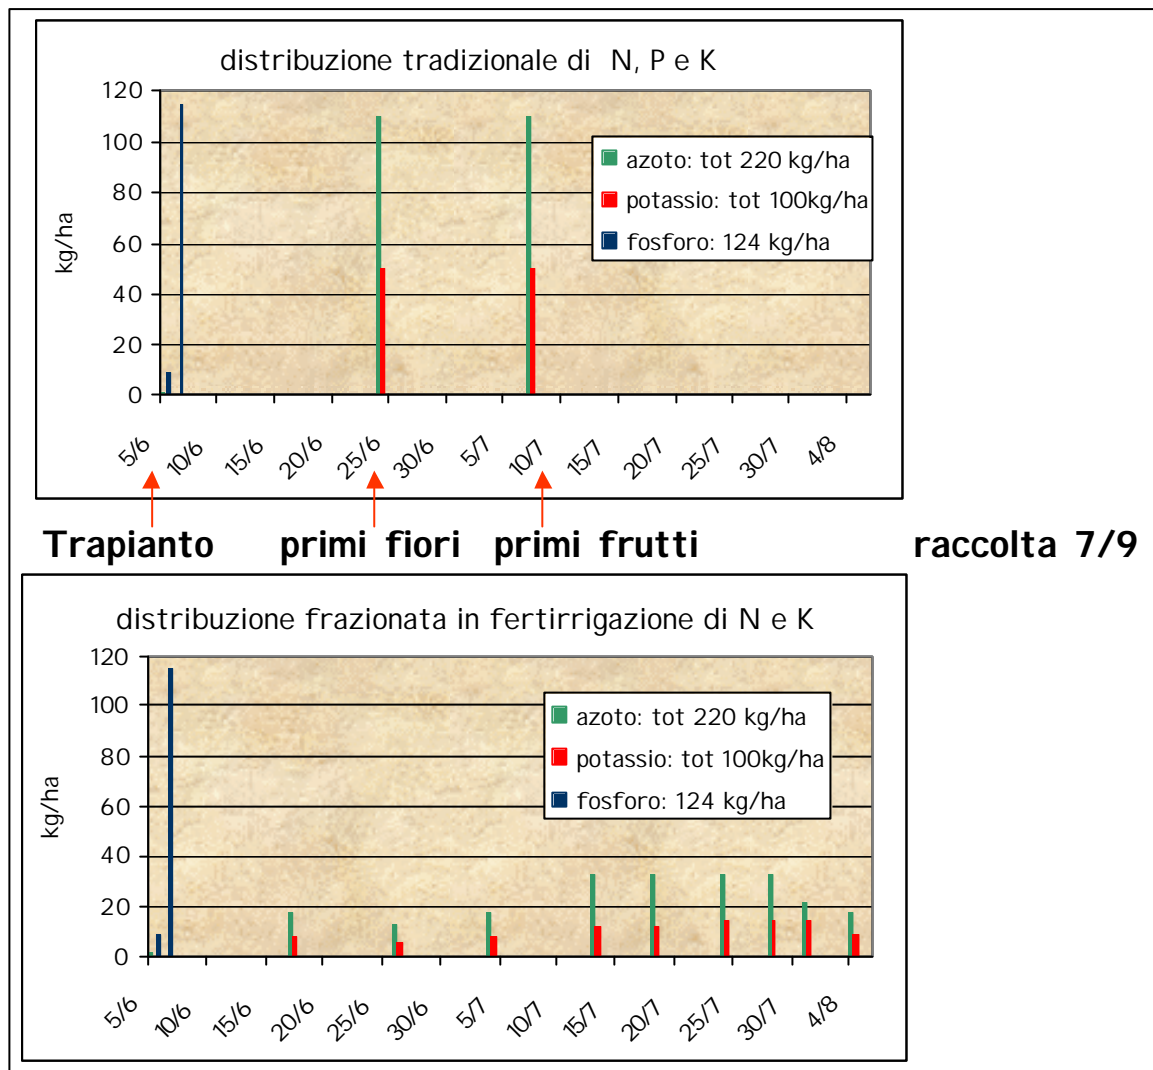 distribuzione tradizionale di N, P e K
120
100
80
60
40
20
0
kg/ha
azoto: tot 220 kg/ha
potassio: tot 100kg/ha
fosforo: 124 kg/ha
5/6 10/6 15/6 20/6 25/6 30/6 5/7 10/7 15/7 20/7 25/7 30/7 4/8
Trapianto primi fiori primi frutti raccolta 7/9
distribuzione frazionata in fertirrigazione di N e K
120
100
80
60
40
20
0
kg/ha
azoto: tot 220 kg/ha
potassio: tot 100kg/ha
fosforo: 124 kg/ha
5/6 10/6 15/6 20/6 25/6 30/6 5/7 10/7 15/7 20/7 25/7 30/7 4/8